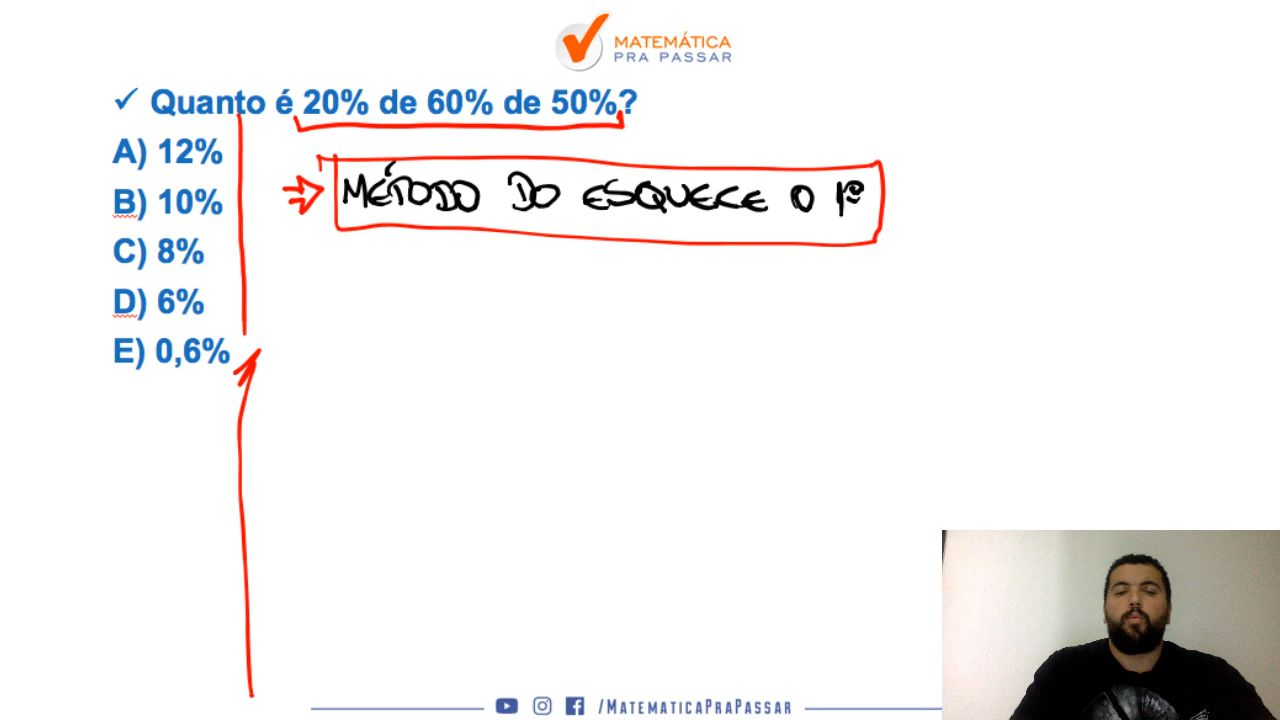 MATEMÁTICA
PRA PASSAR
✓ Quanto é 20% de 60% de 50%?
A) 12%
MÉTODO DO ESQUECE O 1º
B) 10%
C) 8%
D) 6%
E) 0,6%
/MATEMATICAPRAPASSAR